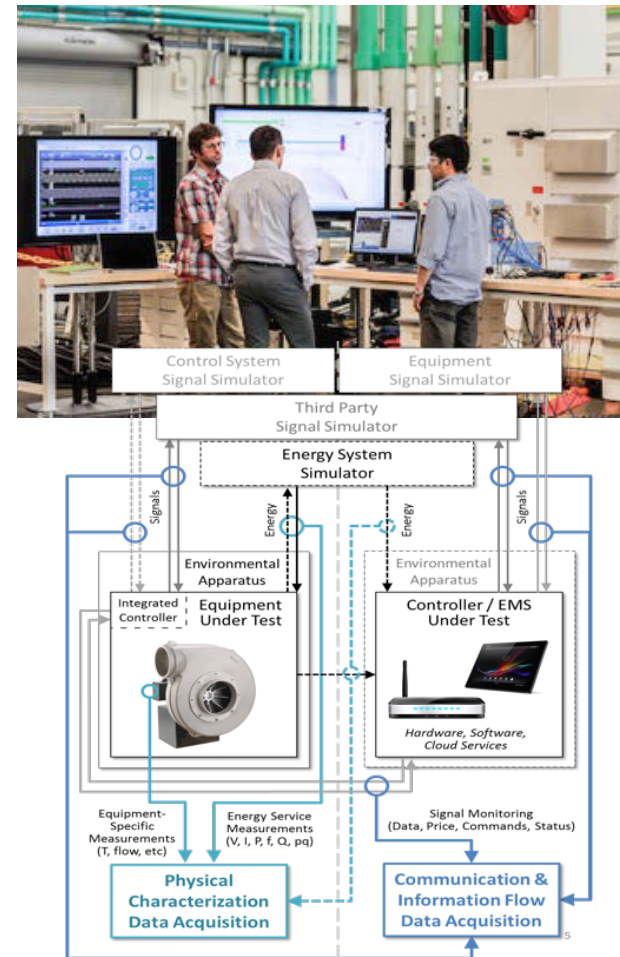 Control System
Signal Simulator
Equipment
Signal Simulator
Third Party
Signal Simulator
Energy System
Simulator
Signals
Energy
Energy
Signals
Environmental
Apparatus
Environmental
Apparatus
Integrated
Controller
Equipment
Under Test
Controller / EMS
Under Test
Hardware, Software,
Cloud Services
Equipment-
Specific
Measurements
(T, flow, etc)
Energy Service
Measurements
(V, I, P, f, Q, pq)
Signal Monitoring
(Data, Price, Commands, Status)
Physical
Characterization
Data Acquisition
Communication &
Information Flow
Data Acquisition
5